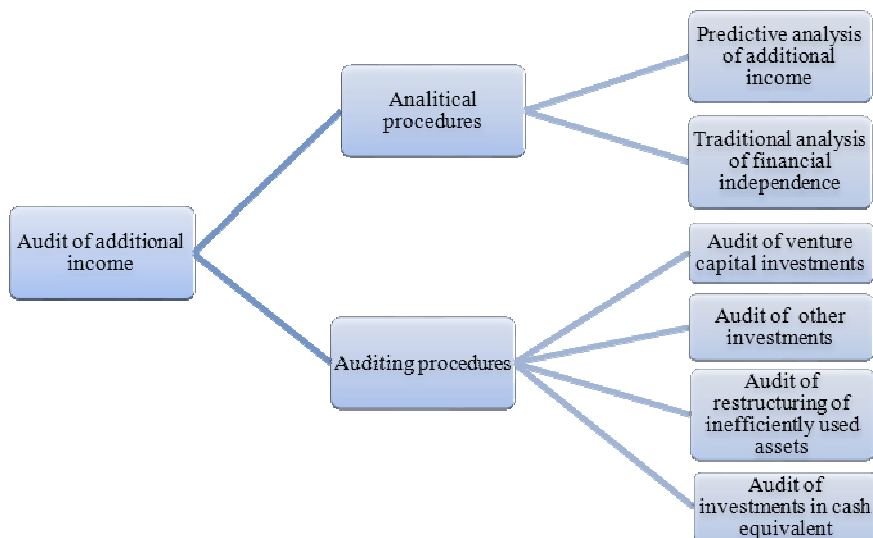 Audit of additional
income
Analitical
procedures
Predictive analysis
of additional
income
Traditional analysis
of financial
independence
Auditing procedures
Audit of venture
capital investments
Audit of other
investments
Audit of
restructuring of
inefficiently used
assets
Audit of
investments in cash
equivalent